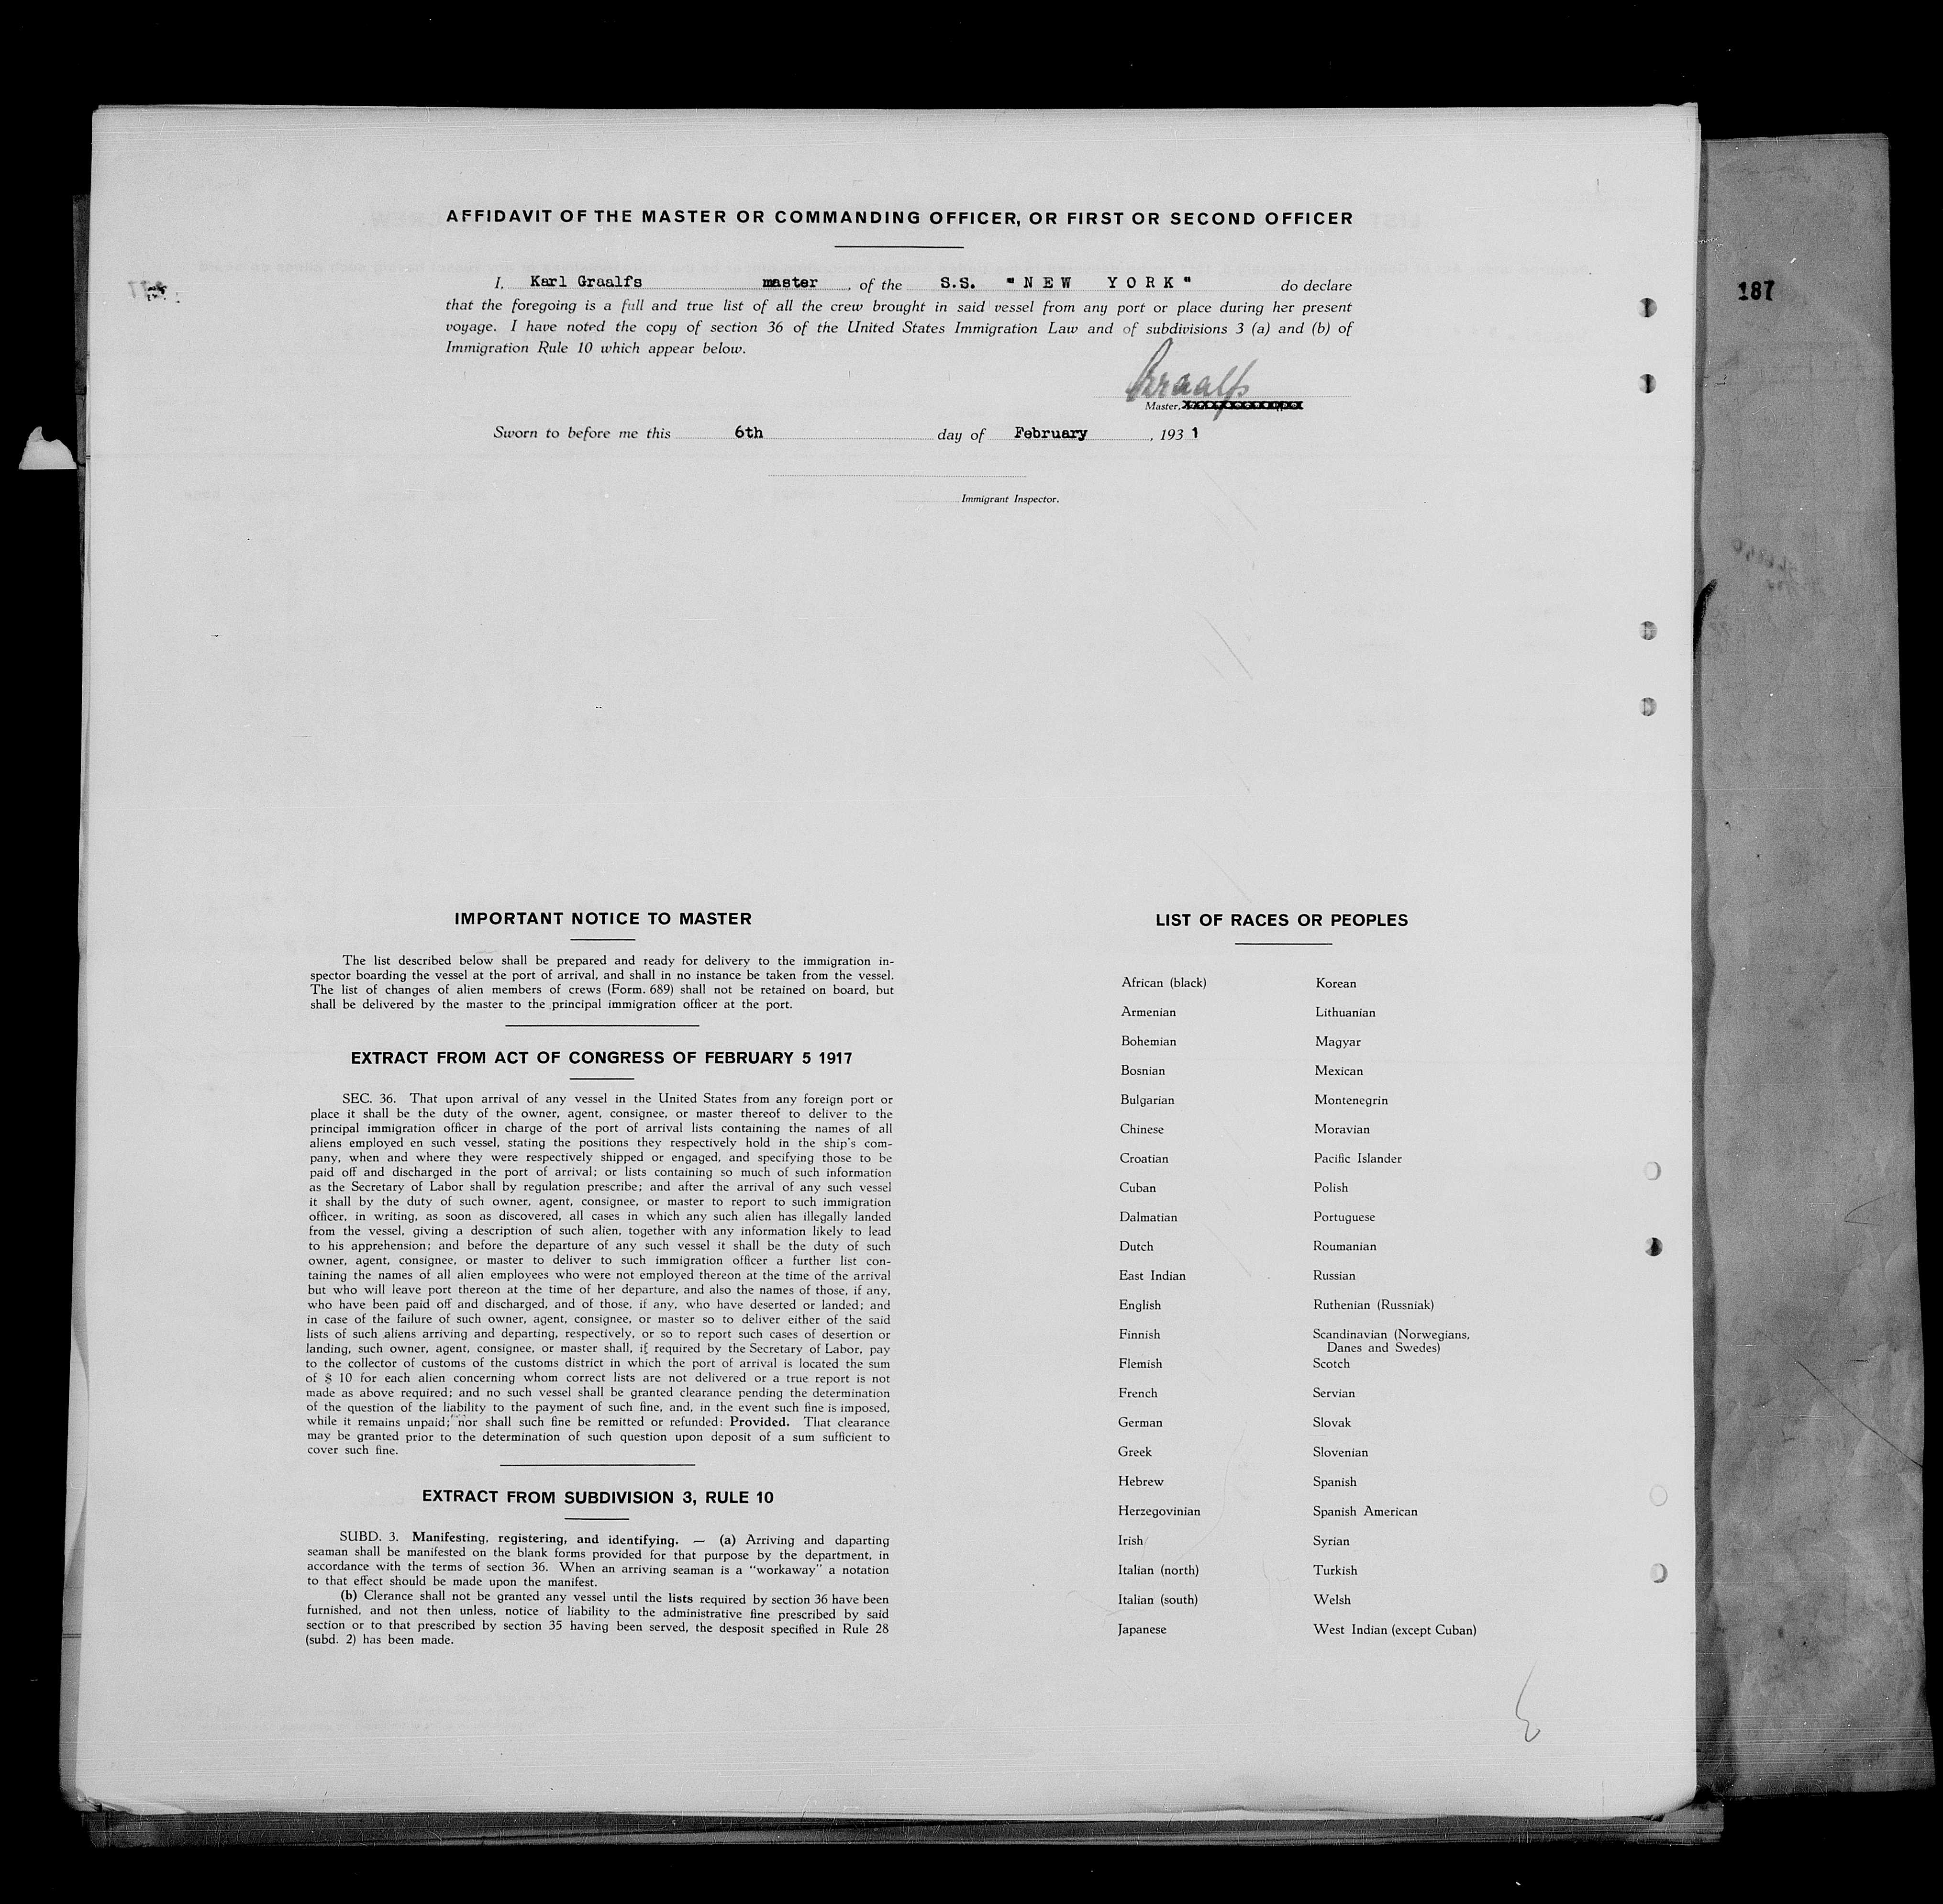 AFFIDAVIT OF THE MASTER OR COMMANDING OFFICER, OR FIRST OR SECOND OFFICER
I, Karl Graalfs master, of the S.S. "NEW YORK" do declare
that the foregoing is a full and true list of all the crew brought in said vessel from any port or place during her present
voyage. I have noted the copy of section 36 of the United States Immigration Law and of subdivisions 3 (a) and (b) of
Immigration Rule 10 which appear below.
Graalfs
Master,
Sworn to before me this 6th day of February, 1931
Immigrant Inspector.
187
IMPORTANT NOTICE TO MASTER
The list described below shall be prepared and ready for delivery to the immigration in-
spector boarding the vessel at the port of arrival, and shall in no instance be taken from the vessel.
The list of changes of alien members of crews (Form. 689) shall not be retained on board, but
shall be delivered by the master to the principal immigration officer at the port.
EXTRACT FROM ACT OF CONGRESS OF FEBRUARY 5 1917
SEC. 36. That upon arrival of any vessel in the United States from any foreign port or
place it shall be the duty of the owner, agent, consignee, or master thereof to deliver to the
principal immigration officer in charge of the port of arrival lists containing the names of all
aliens employed en such vessel, stating the positions they respectively hold in the ship's com-
pany, when and where they were respectively shipped or engaged, and specifying those to be
paid off and discharged in the port of arrival; or lists containing so much of such information
as the Secretary of Labor shall by regulation prescribe; and after the arrival of any such vessel
it shall by the duty of such owner, agent, consignee, or master to report to such immigration
officer, in writing, as soon as discovered, all cases in which any such alien has illegally landed
from the vessel, giving a description of such alien, together with any information likely to lead
to his apprehension; and before the departure of any such vessel it shall be the duty of such
owner, agent, consignee, or master to deliver to such immigration officer a further list con-
taining the names of all alien employees who were not employed thereon at the time of the arrival
but who will leave port thereon at the time of her departure, and also the names of those, if any,
who have been paid off and discharged, and of those, if any, who have deserted or landed; and
in case of the failure of such owner, agent, consignee, or master so to deliver either of the said
lists of such aliens arriving and departing, respectively, or so to report such cases of desertion or
landing, such owner, agent, consignee, or master shall, if required by the Secretary of Labor, pay
to the collector of customs of the customs district in which the port of arrival is located the sum
of $ 10 for each alien concerning whom correct lists are not delivered or a true report is not
made as above required; and no such vessel shall be granted clearance pending the determination
of the question of the liability to the payment of such fine, and, in the event such fine is imposed,
while it remains unpaid; nor shall such fine be remitted or refunded: Provided. That clearance
may be granted prior to the determination of such question upon deposit of a sum sufficient to
cover such fine.
EXTRACT FROM SUBDIVISION 3, RULE 10
SUBD. 3. Manifesting, registering, and identifying. — (a) Arriving and daparting
seaman shall be manifested on the blank forms provided for that purpose by the department, in
accordance with the terms of section 36. When an arriving seaman is a "workaway" a notation
to that effect should be made upon the manifest.
(b) Clerance shall not be granted any vessel until the lists required by section 36 have been
furnished, and not then unless, notice of liability to the administrative fine prescribed by said
section or to that prescribed by section 35 having been served, the desposit specified in Rule 28
(subd. 2) has been made.
LIST OF RACES OR PEOPLES
African (black)
Armenian
Bohemian
Bosnian
Bulgarian
Chinese
Croatian
Cuban
Dalmatian
Dutch
East Indian
English
Finnish
Flemish
French
German
Greek
Hebrew
Herzegovinian
Irish
Italian (north)
Italian (south)
Japanese
Korean
Lithuanian
Magyar
Mexican
Montenegrin
Moravian
Pacific Islander
Polish
Portuguese
Roumanian
Russian
Ruthenian (Russniak)
Scandinavian (Norwegians,
Danes and Swedes)
Scotch
Servian
Slovak
Slovenian
Spanish
Spanish American
Syrian
Turkish
Welsh
West Indian (except Cuban)